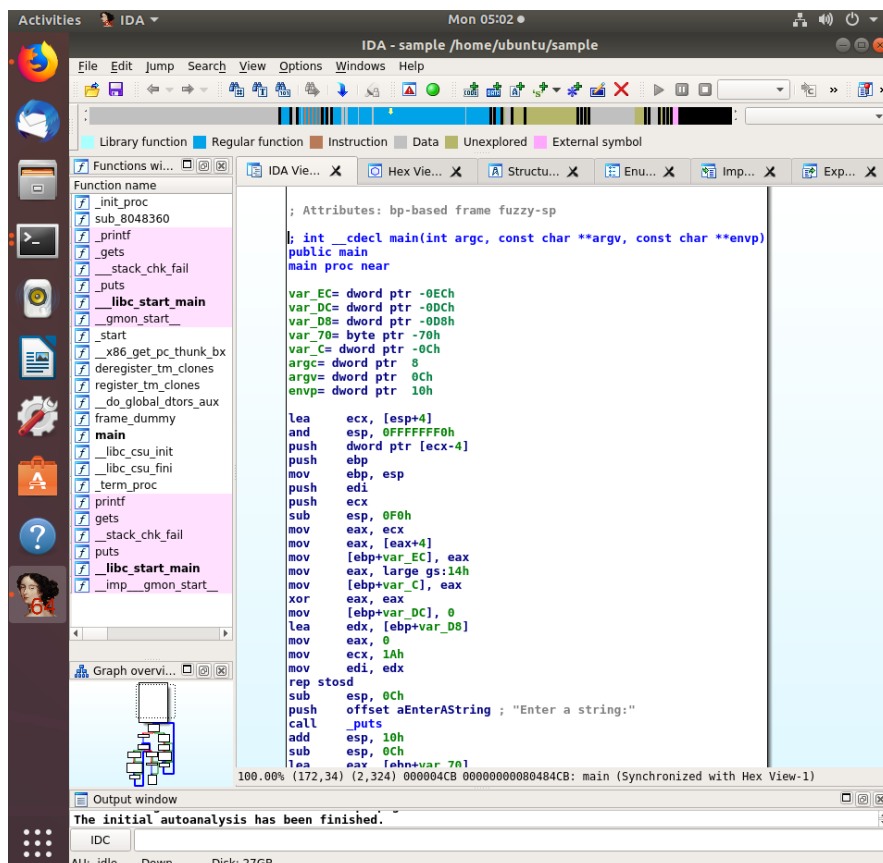 Activities IDA Mon 05:02
IDA - sample /home/ubuntu/sample
File Edit Jump Search View Options Windows Help
Library function Regular function Instruction Data Unexplored External symbol
Functions wi...
IDA Vie... Hex Vie... Structu... Enu... Imp... Exp...
Function name
_init_proc
sub_8048360
_printf
_gets
___stack_chk_fail
_puts
___libc_start_main
__gmon_start__
_start
__x86_get_pc_thunk_bx
deregister_tm_clones
register_tm_clones
__do_global_dtors_aux
frame_dummy
main
__libc_csu_init
__libc_csu_fini
_term_proc
printf
gets
__stack_chk_fail
puts
__libc_start_main
__imp___gmon_start__
Graph overvi...
; Attributes: bp-based frame fuzzy-sp
; int __cdecl main(int argc, const char **argv, const char **envp)
public main
main proc near
var_EC= dword ptr -0ECh
var_DC= dword ptr -0DCh
var_D8= dword ptr -0D8h
var_70= byte ptr -70h
var_C= dword ptr -0Ch
argc= dword ptr 8
argv= dword ptr 0Ch
envp= dword ptr 10h
lea ecx, [esp+4]
and esp, 0FFFFFFF0h
push dword ptr [ecx-4]
push ebp
mov ebp, esp
push edi
push ecx
sub esp, 0F0h
mov eax, ecx
mov eax, [eax+4]
mov [ebp+var_EC], eax
mov eax, large gs:14h
mov [ebp+var_C], eax
xor eax, eax
mov [ebp+var_DC], 0
lea edx, [ebp+var_D8]
mov eax, 0
mov ecx, 1Ah
mov edi, edx
rep stosd
sub esp, 0Ch
push offset aEnterAString ; "Enter a string:"
call _puts
add esp, 10h
sub esp, 0Ch
lea eax, [ebp+var_70]
100.00% (172,34) (2,324) 000004CB 00000000080484CB: main (Synchronized with Hex View-1)
Output window
The initial autoanalysis has been finished.
IDC
AU: idle Down Disk: 27GB
64